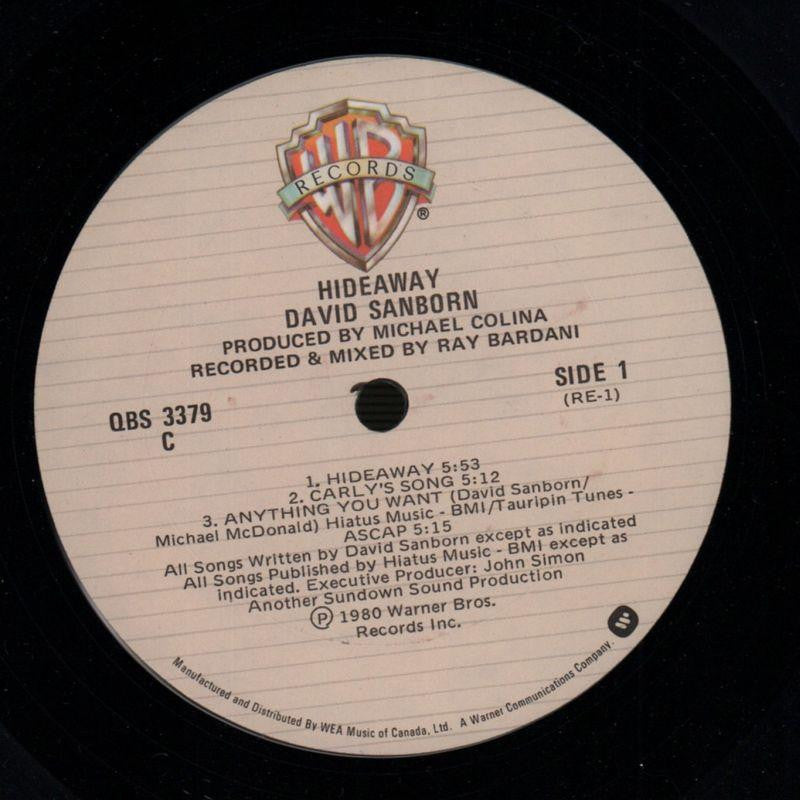 WB
RECORDS
®
HIDEAWAY
DAVID SANBORN
PRODUCED BY MICHAEL COLINA
RECORDED & MIXED BY RAY BARDANI
QBS 3379
C
SIDE 1
(RE-1)
1. HIDEAWAY 5:53
2. CARLY'S SONG 5:12
3. ANYTHING YOU WANT (David Sanborn/
Michael McDonald) Hiatus Music - BMI/Tauripin Tunes -
ASCAP 5:15
All Songs Written by David Sanborn except as indicated
All Songs Published by Hiatus Music - BMI except as
indicated. Executive Producer: John Simon
Another Sundown Sound Production
Ⓟ 1980 Warner Bros.
Records Inc.
Manufactured and Distributed By WEA Music of Canada, Ltd. A Warner Communications Company.